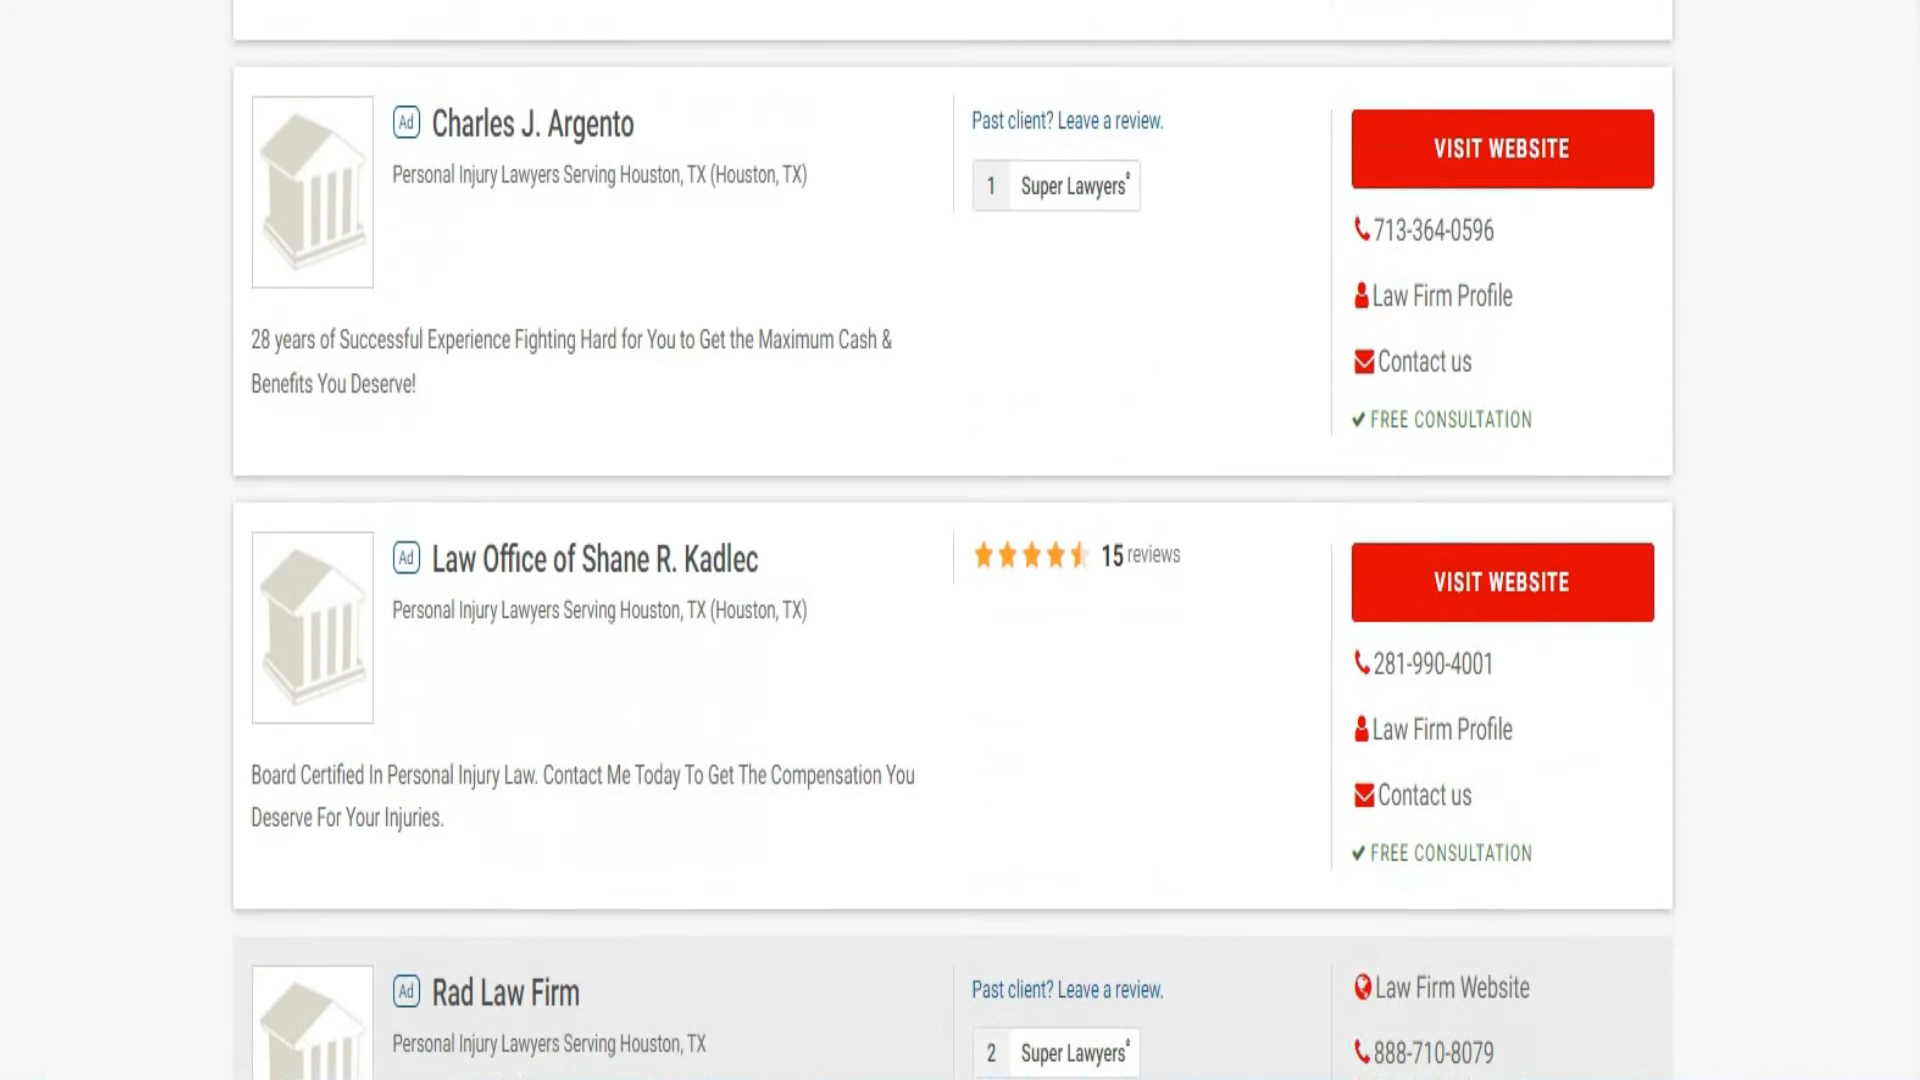 Ad Charles J. Argento
Personal Injury Lawyers Serving Houston, TX (Houston, TX)
28 years of Successful Experience Fighting Hard for You to Get the Maximum Cash &
Benefits You Deserve!
Past client? Leave a review.
1 Super Lawyers®
VISIT WEBSITE
713-364-0596
Law Firm Profile
Contact us
FREE CONSULTATION
Ad Law Office of Shane R. Kadlec
Personal Injury Lawyers Serving Houston, TX (Houston, TX)
Board Certified In Personal Injury Law. Contact Me Today To Get The Compensation You
Deserve For Your Injuries.
15 reviews
VISIT WEBSITE
281-990-4001
Law Firm Profile
Contact us
FREE CONSULTATION
Ad Rad Law Firm
Personal Injury Lawyers Serving Houston, TX
Past client? Leave a review.
2 Super Lawyers®
Law Firm Website
888-710-8079